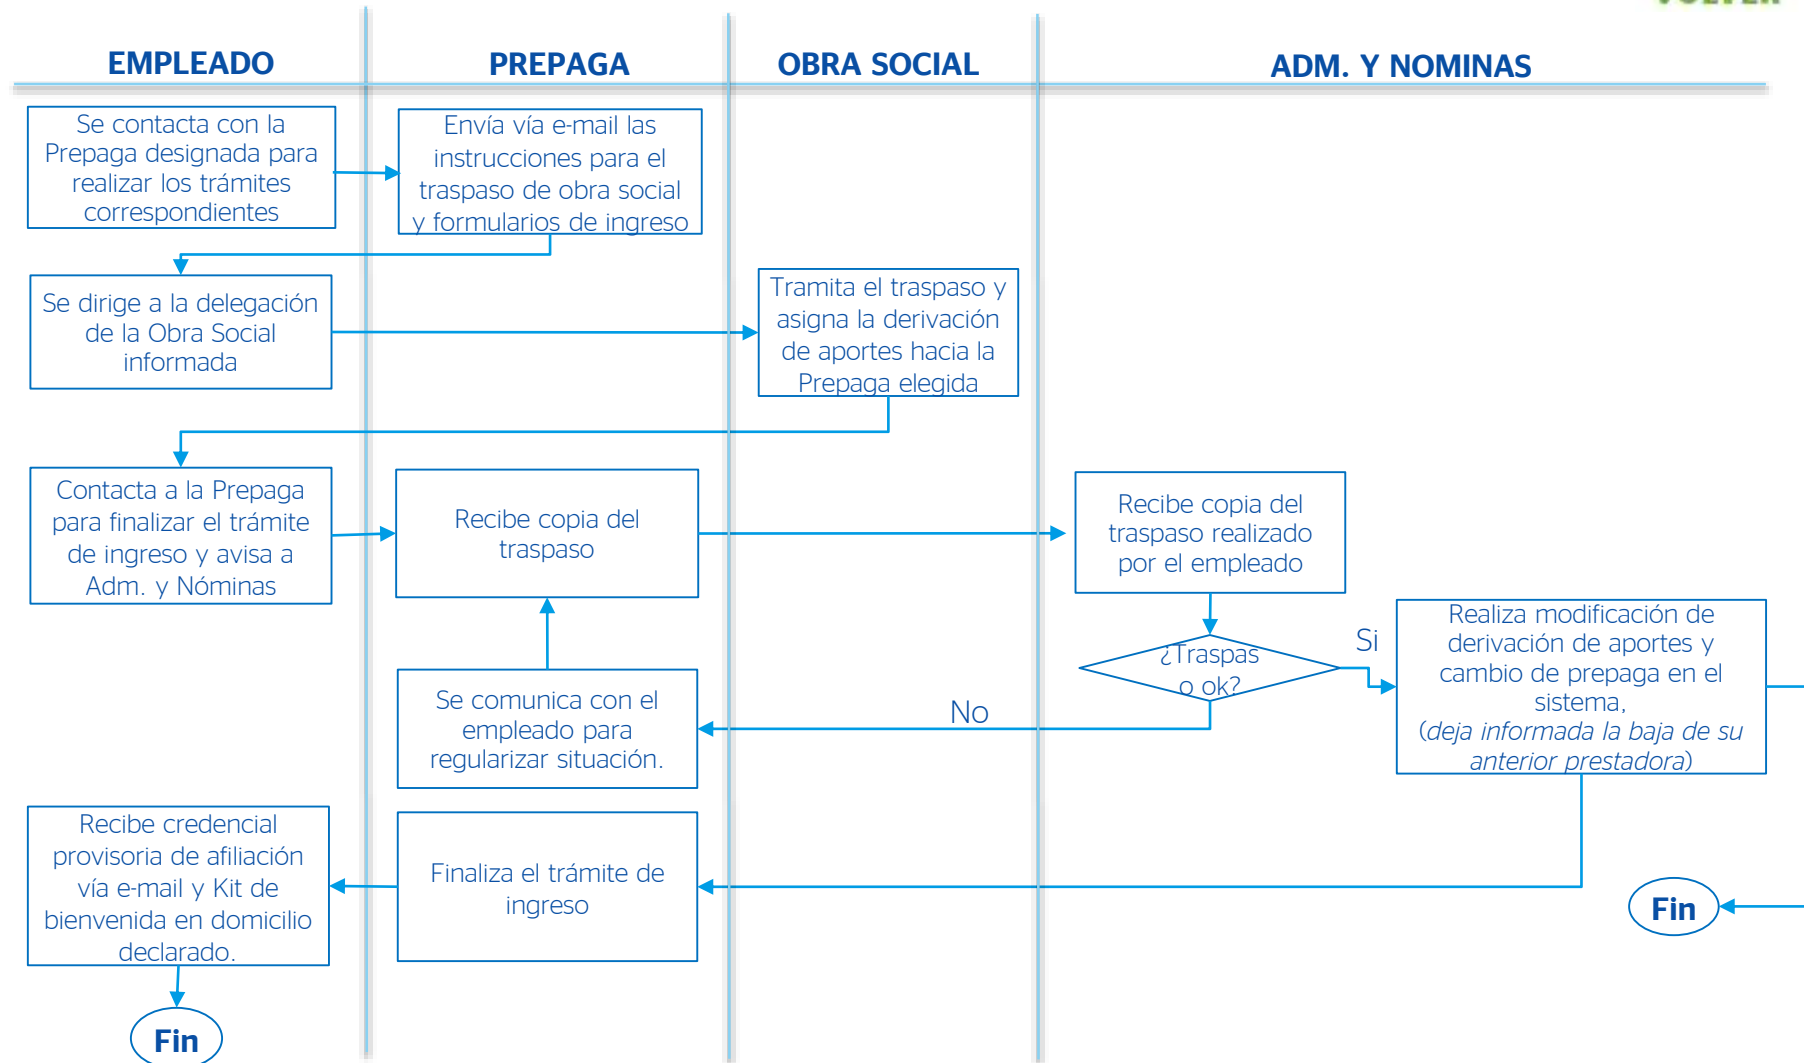 EMPLEADO
PREPAGA
OBRA SOCIAL
ADM. Y NOMINAS
Se contacta con la
Prepaga designada para
realizar los trámites
correspondientes
Envía vía e-mail las
instrucciones para el
traspaso de obra social
y formularios de ingreso
Se dirige a la delegación
de la Obra Social
informada
Tramita el traspaso y
asigna la derivación
de aportes hacia la
Prepaga elegida
Contacta a la Prepaga
para finalizar el trámite
de ingreso y avisa a
Adm. y Nóminas
Recibe copia del
traspaso
Recibe copia del
traspaso realizado
por el empleado
¿Traspas
o ok?
Si
No
Realiza modificación de
derivación de aportes y
cambio de prepaga en el
sistema,
(deja informada la baja de su
anterior prestadora)
Se comunica con el
empleado para
regularizar situación.
Recibe credencial
provisoria de afiliación
vía e-mail y Kit de
bienvenida en domicilio
declarado.
Finaliza el trámite de
ingreso
Fin
Fin